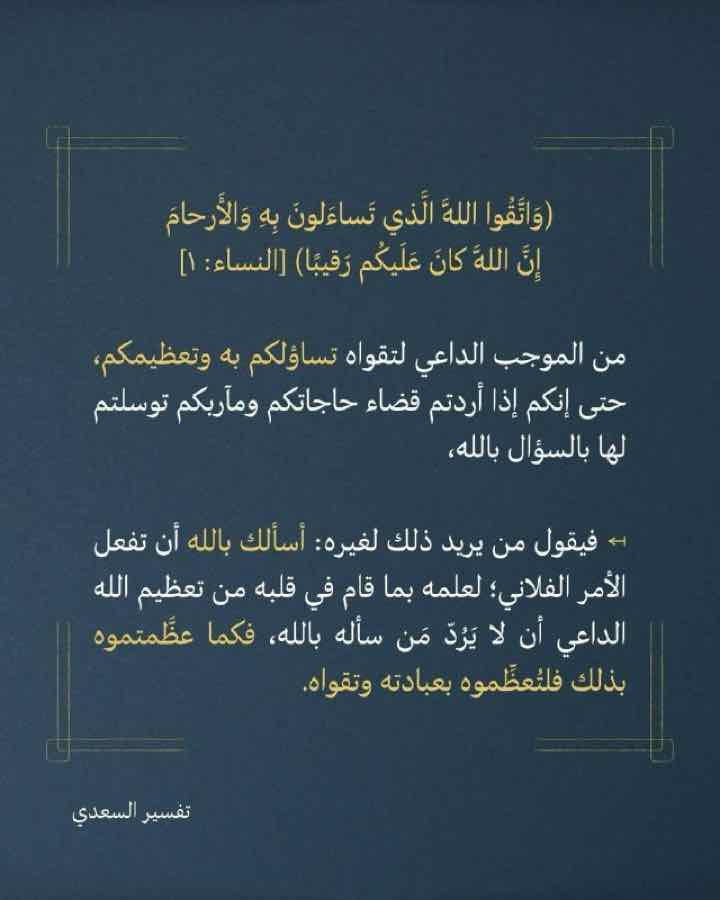 (وَاتَّقُوا اللهَ الَّذي تَساءَلونَ بِهِ وَالأَرحامَ
إِنَّ اللهَ كانَ عَلَيكُم رَقيبًا) [النساء: ١]
من الموجب الداعي لتقواه تساؤلكم به وتعظيمكم،
حتى إنكم إذا أردتم قضاء حاجاتكم ومآربكم توسلتم
لها بالسؤال بالله،
↤ فيقول من يريد ذلك لغيره: أسألك بالله أن تفعل
الأمر الفلاني؛ لعلمه بما قام في قلبه من تعظيم الله
الداعي أن لا يَرُدّ مَن سأله بالله، فكما عظَّمتموه
بذلك فلتُعظِّموه بعبادته وتقواه.
تفسير السعدي